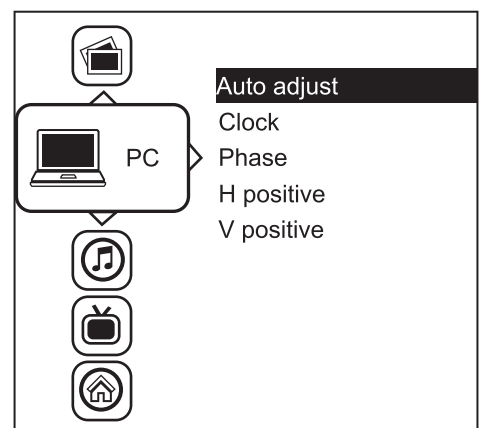 PC
Auto adjust
Clock
Phase
H positive
V positive